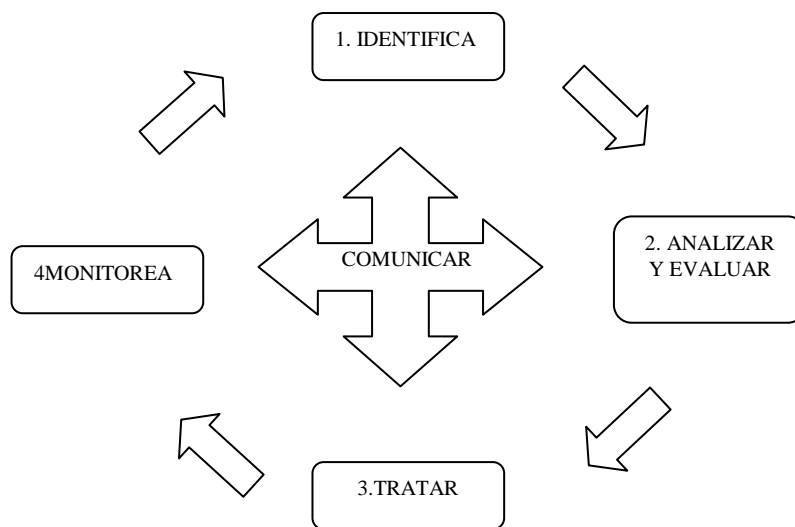 1. IDENTIFICA
2. ANALIZAR
Y EVALUAR
COMUNICAR
4MONITOREA
3.TRATAR